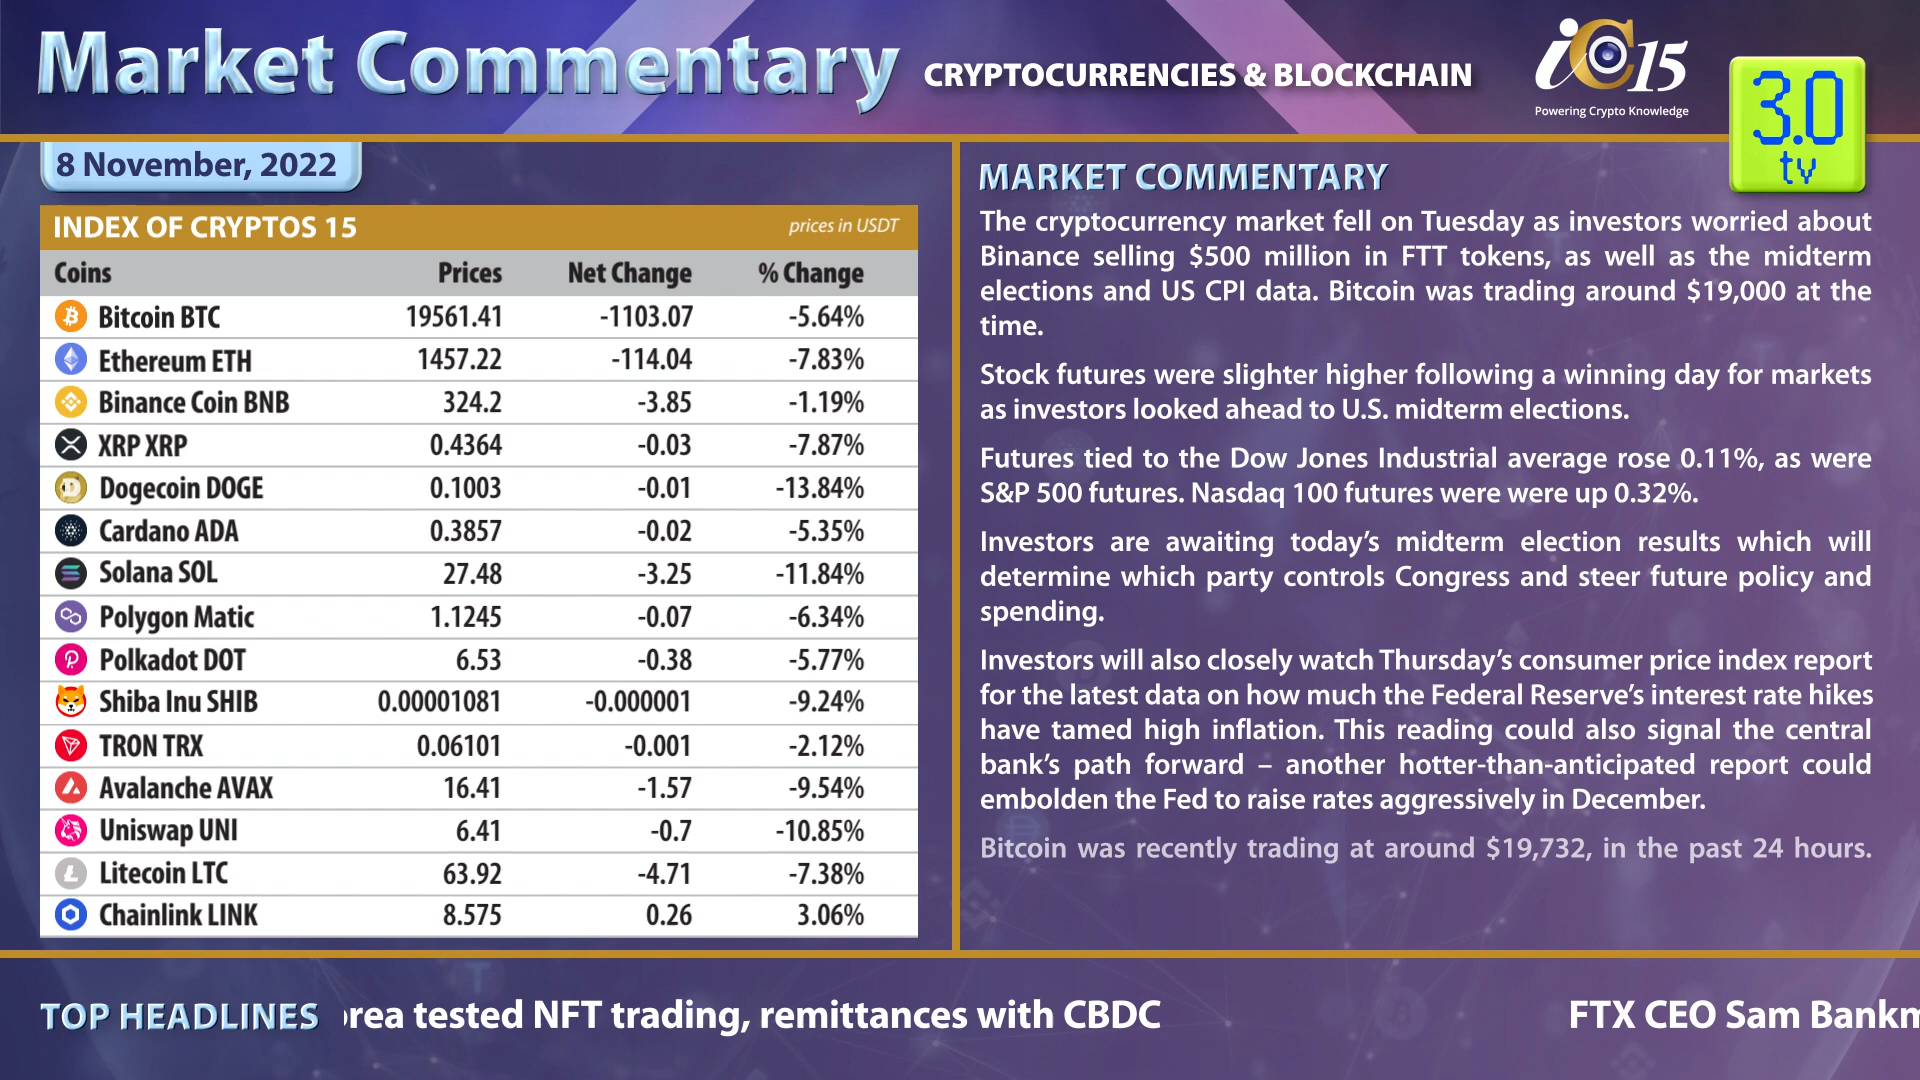 Market Commentary
CRYPTOCURRENCIES & BLOCKCHAIN
iC15
Powering Crypto Knowledge
3.0
tv
8 November, 2022
INDEX OF CRYPTOS 15 prices in USDT
Coins Prices Net Change % Change
Bitcoin BTC 19561.41 -1103.07 -5.64%
Ethereum ETH 1457.22 -114.04 -7.83%
Binance Coin BNB 324.2 -3.85 -1.19%
XRP XRP 0.4364 -0.03 -7.87%
Dogecoin DOGE 0.1003 -0.01 -13.84%
Cardano ADA 0.3857 -0.02 -5.35%
Solana SOL 27.48 -3.25 -11.84%
Polygon Matic 1.1245 -0.07 -6.34%
Polkadot DOT 6.53 -0.38 -5.77%
Shiba Inu SHIB 0.00001081 -0.000001 -9.24%
TRON TRX 0.06101 -0.001 -2.12%
Avalanche AVAX 16.41 -1.57 -9.54%
Uniswap UNI 6.41 -0.7 -10.85%
Litecoin LTC 63.92 -4.71 -7.38%
Chainlink LINK 8.575 0.26 3.06%
MARKET COMMENTARY
The cryptocurrency market fell on Tuesday as investors worried about
Binance selling $500 million in FTT tokens, as well as the midterm
elections and US CPI data. Bitcoin was trading around $19,000 at the
time.
Stock futures were slighter higher following a winning day for markets
as investors looked ahead to U.S. midterm elections.
Futures tied to the Dow Jones Industrial average rose 0.11%, as were
S&P 500 futures. Nasdaq 100 futures were were up 0.32%.
Investors are awaiting today's midterm election results which will
determine which party controls Congress and steer future policy and
spending.
Investors will also closely watch Thursday's consumer price index report
for the latest data on how much the Federal Reserve's interest rate hikes
have tamed high inflation. This reading could also signal the central
bank's path forward – another hotter-than-anticipated report could
embolden the Fed to raise rates aggressively in December.
Bitcoin was recently trading at around $19,732, in the past 24 hours.
TOP HEADLINES rea tested NFT trading, remittances with CBDC FTX CEO Sam Bankm